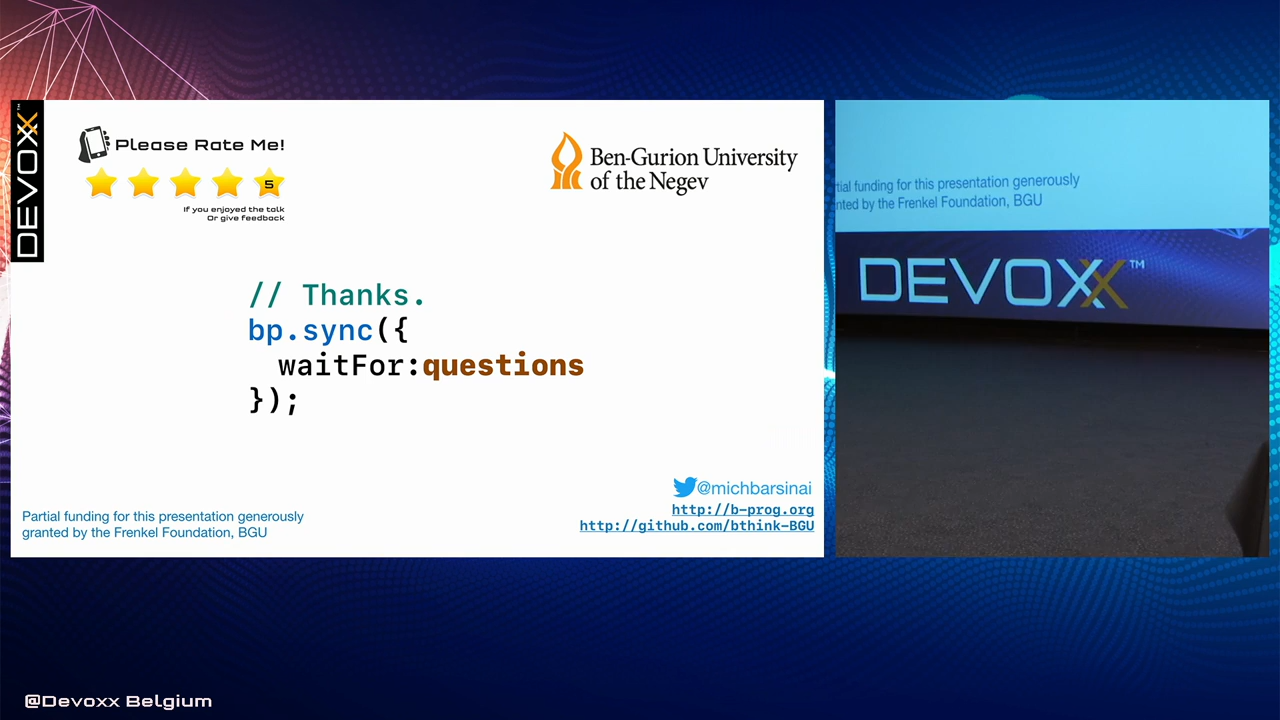 DEVOXX™
Please Rate Me!
5
If you enjoyed the talk
Or give feedback
Ben-Gurion University
of the Negev
// Thanks.
bp.sync({
waitFor:questions
});
@michbarsinai
http://b-prog.org
http://github.com/bthink-BGU
Partial funding for this presentation generously
granted by the Frenkel Foundation, BGU
tial funding for this presentation generously
nted by the Frenkel Foundation, BGU
DEVOXX™
@Devoxx Belgium